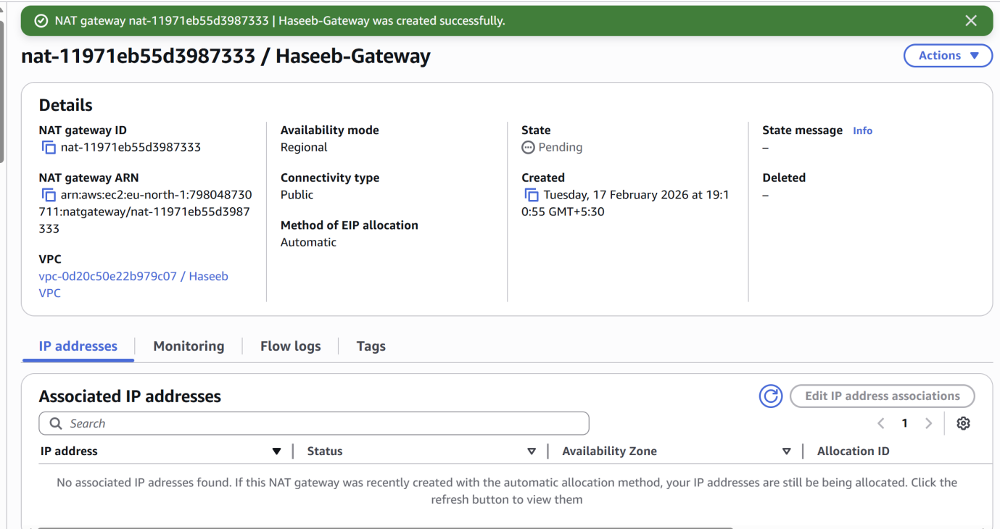 NAT gateway nat-11971eb55d3987333 | Haseeb-Gateway was created successfully.
nat-11971eb55d3987333 / Haseeb-Gateway
Actions
Details
NAT gateway ID
nat-11971eb55d3987333
NAT gateway ARN
arn:aws:ec2:eu-north-1:798048730
711:natgateway/nat-11971eb55d3987
333
VPC
vpc-0d20c50e22b979c07 / Haseeb
VPC
Availability mode
Regional
Connectivity type
Public
Method of EIP allocation
Automatic
State
Pending
Created
Tuesday, 17 February 2026 at 19:1
0:55 GMT+5:30
State message Info
–
Deleted
–
IP addresses Monitoring Flow logs Tags
Associated IP addresses
Edit IP address associations
Search
1
IP address Status Availability Zone Allocation ID
No associated IP adresses found. If this NAT gateway was recently created with the automatic allocation method, your IP addresses are still be being allocated. Click the
refresh button to view them